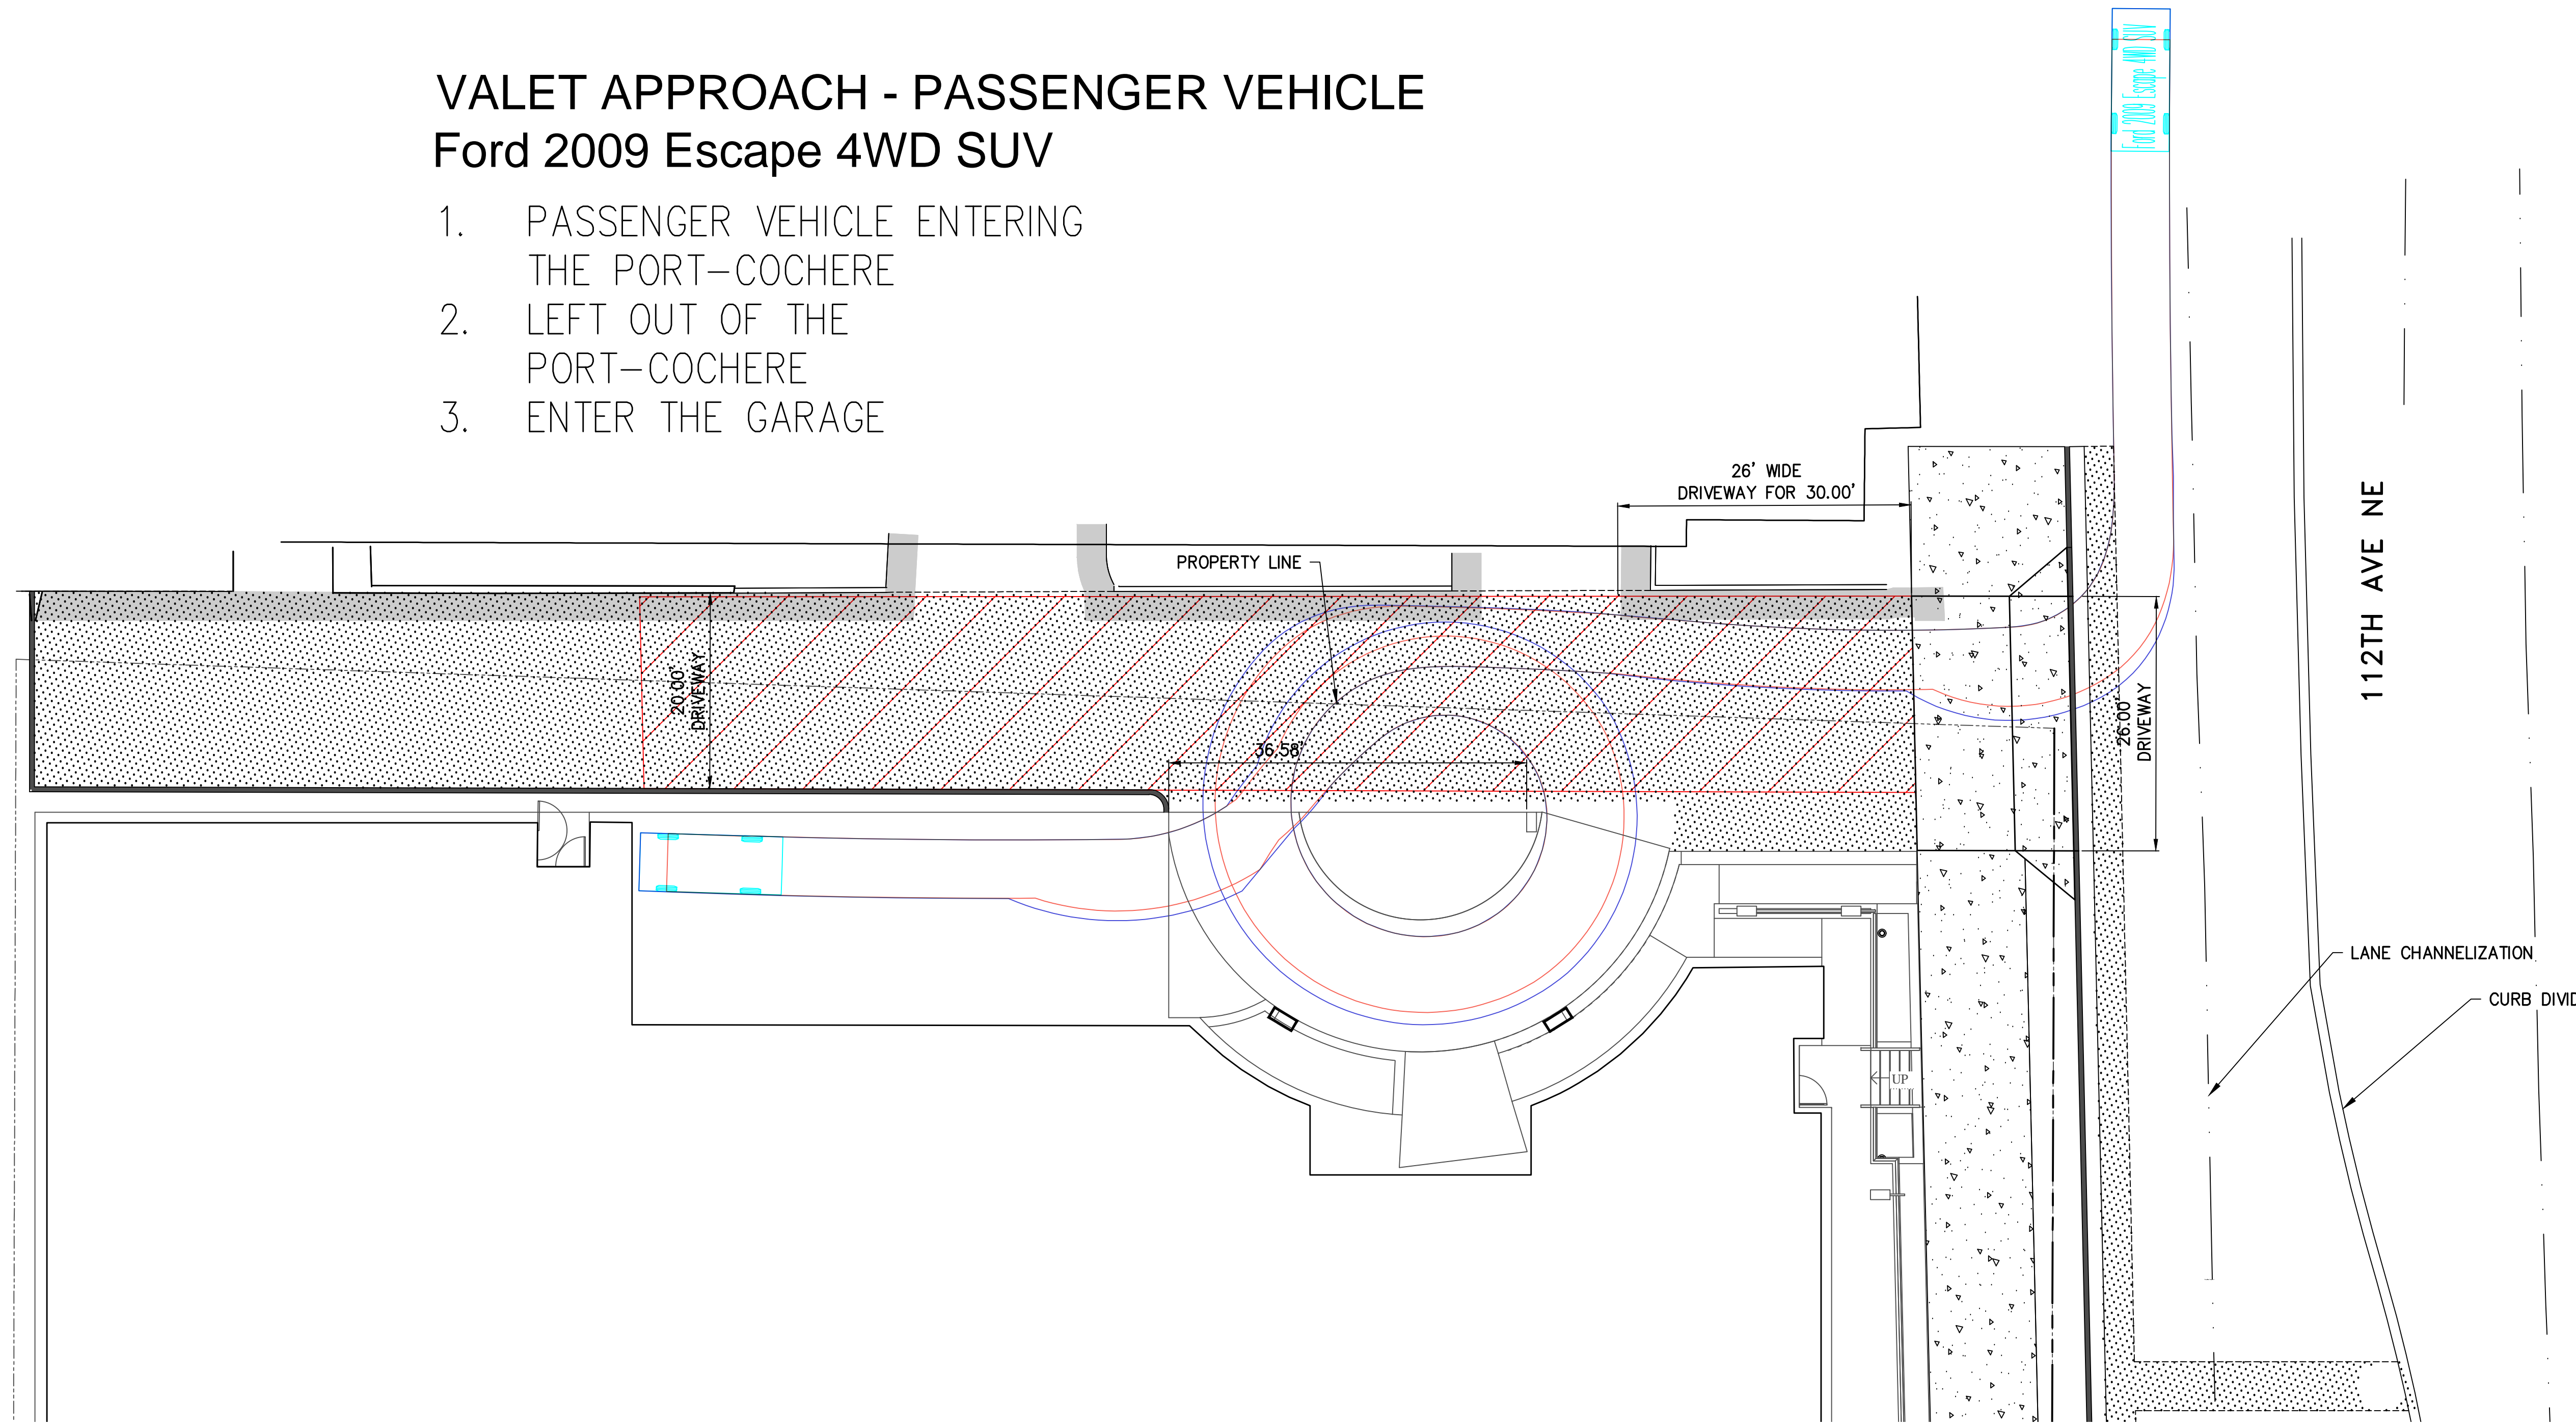 VALET APPROACH - PASSENGER VEHICLE
Ford 2009 Escape 4WD SUV
1. PASSENGER VEHICLE ENTERING
THE PORT-COCHERE
2. LEFT OUT OF THE
PORT-COCHERE
3. ENTER THE GARAGE
Ford 2009 Escape 4WD SUV
26' WIDE
DRIVEWAY FOR 30.00'
PROPERTY LINE
112TH AVE NE
20.00'
DRIVEWAY
36.58'
26.00'
DRIVEWAY
LANE CHANNELIZATION
CURB DIVID
UP